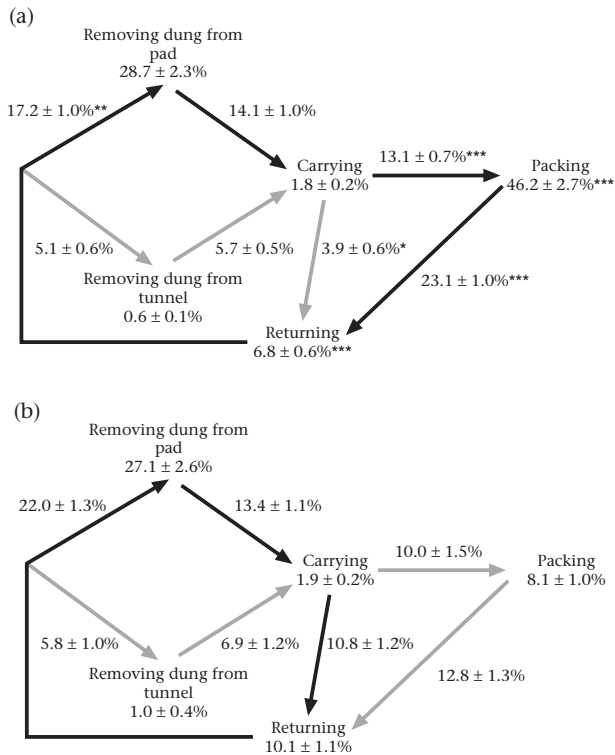 (a)
Removing dung from
pad
28.7 ± 2.3%
17.2 ± 1.0%**
14.1 ± 1.0%
Carrying
1.8 ± 0.2%
13.1 ± 0.7%***
Packing
46.2 ± 2.7%***
5.1 ± 0.6%
5.7 ± 0.5%
3.9 ± 0.6%*
23.1 ± 1.0%***
Removing dung from
tunnel
0.6 ± 0.1%
Returning
6.8 ± 0.6%***
(b)
Removing dung from
pad
27.1 ± 2.6%
22.0 ± 1.3%
13.4 ± 1.1%
Carrying
1.9 ± 0.2%
10.0 ± 1.5%
Packing
8.1 ± 1.0%
5.8 ± 1.0%
6.9 ± 1.2%
10.8 ± 1.2%
12.8 ± 1.3%
Removing dung from
tunnel
1.0 ± 0.4%
Returning
10.1 ± 1.1%